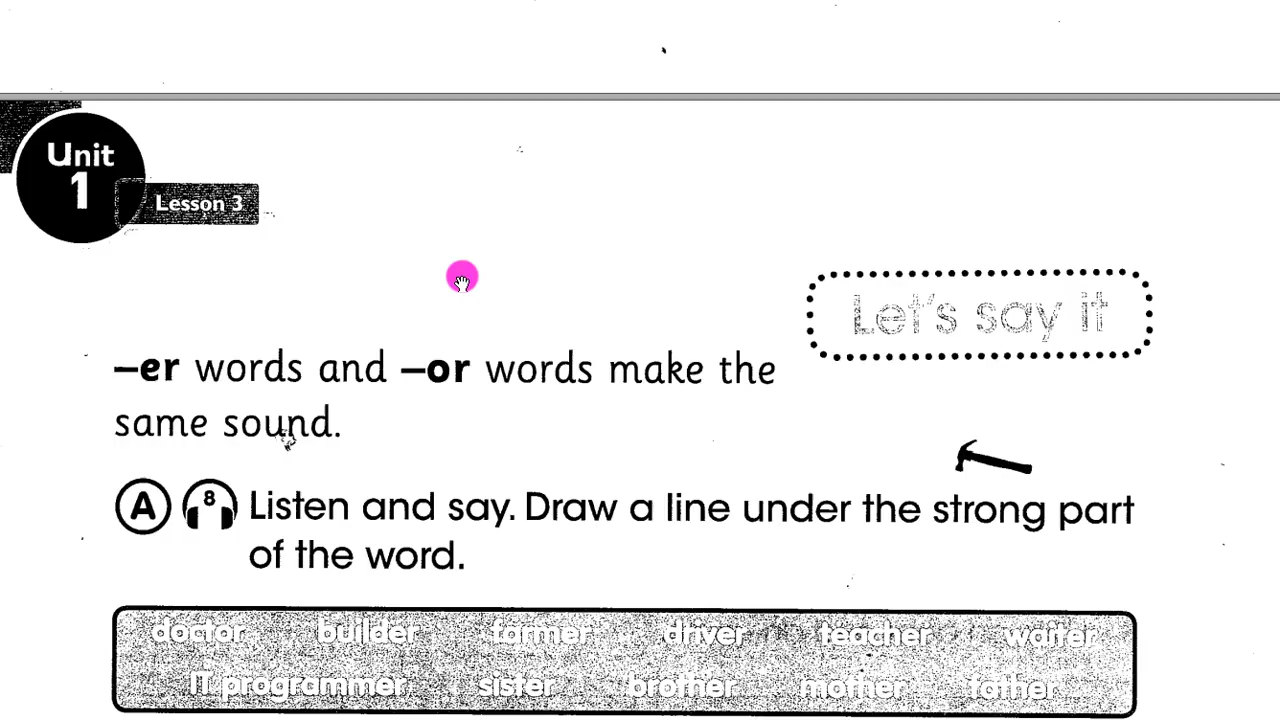 Unit
1
Lesson 3
Let's say it
–er words and –or words make the
same sound.
A 8 Listen and say. Draw a line under the strong part
of the word.
doctor builder farmer driver teacher waiter
IT programmer sister brother mother father